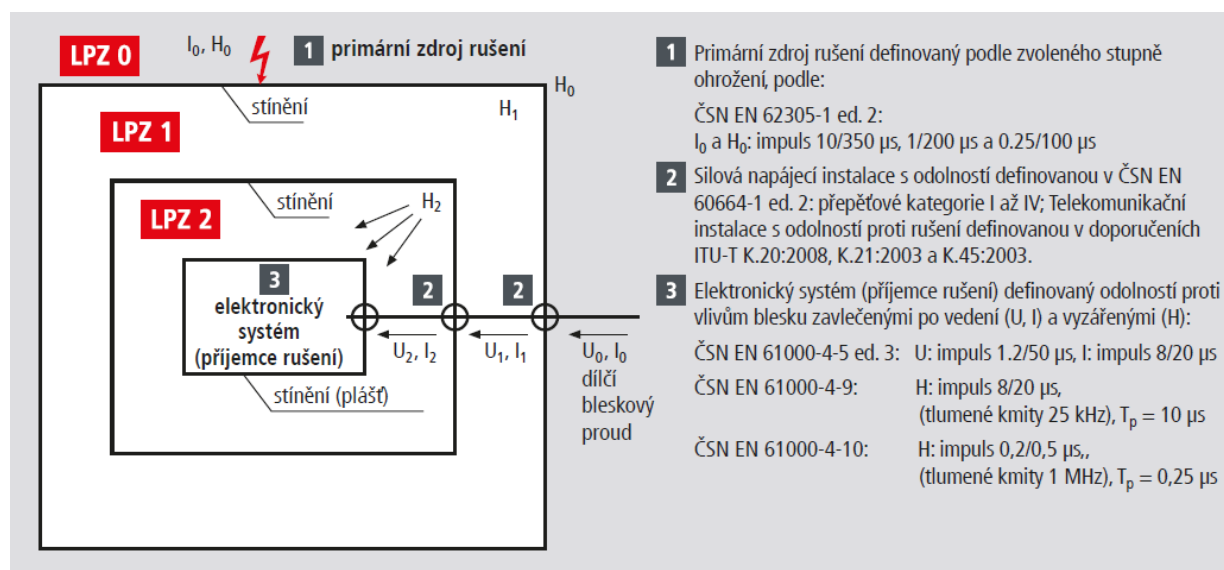 LPZ 0
I0, H0
1 primární zdroj rušení
H0
stínění
H1
LPZ 1
stínění
H2
LPZ 2
3
elektronický
systém
(příjemce rušení)
2
2
U2, I2
U1, I1
U0, I0
dílčí
bleskový
proud
stínění (plášť)
1 Primární zdroj rušení definovaný podle zvoleného stupně
ohrožení, podle:
ČSN EN 62305-1 ed. 2:
I0 a H0: impuls 10/350 µs, 1/200 µs a 0.25/100 µs
2 Silová napájecí instalace s odolností definovanou v ČSN EN
60664-1 ed. 2: přepěťové kategorie I až IV; Telekomunikační
instalace s odolností proti rušení definovanou v doporučeních
ITU-T K.20:2008, K.21:2003 a K.45:2003.
3 Elektronický systém (příjemce rušení) definovaný odolností proti
vlivům blesku zavlečenými po vedení (U, I) a vyzářenými (H):
ČSN EN 61000-4-5 ed. 3: U: impuls 1.2/50 µs, I: impuls 8/20 µs
ČSN EN 61000-4-9: H: impuls 8/20 µs,
(tlumené kmity 25 kHz), Tp = 10 µs
ČSN EN 61000-4-10: H: impuls 0,2/0,5 µs,,
(tlumené kmity 1 MHz), Tp = 0,25 µs